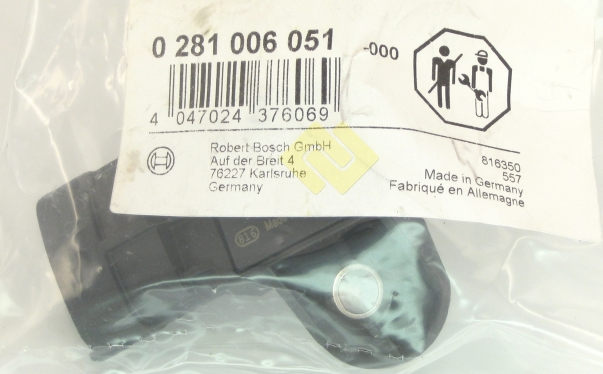 0 281 006 051 -000
4 047024 376069
Robert Bosch GmbH
Auf der Breit 4
76227 Karlsruhe
Germany
816350
557
Made in Germany
Fabriqué en Allemagne
816